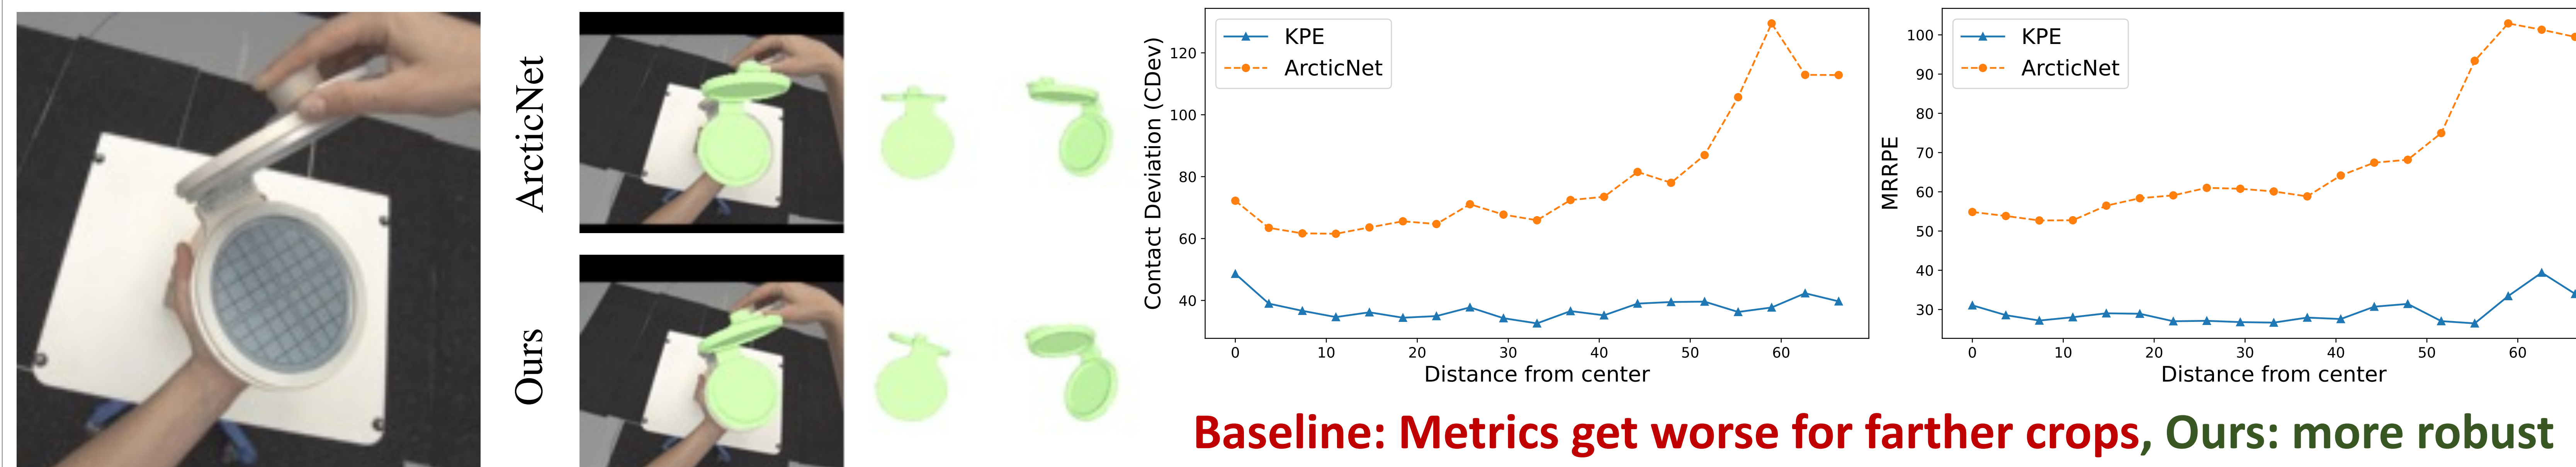 ArcticNet
Ours
KPE
ArcticNet
Contact Deviation (CDev)
120
100
80
60
40
0 10 20 30 40 50 60
Distance from center
KPE
ArcticNet
MRRPE
100
90
80
70
60
50
40
30
0 10 20 30 40 50 60
Distance from center
Baseline: Metrics get worse for farther crops, Ours: more robust